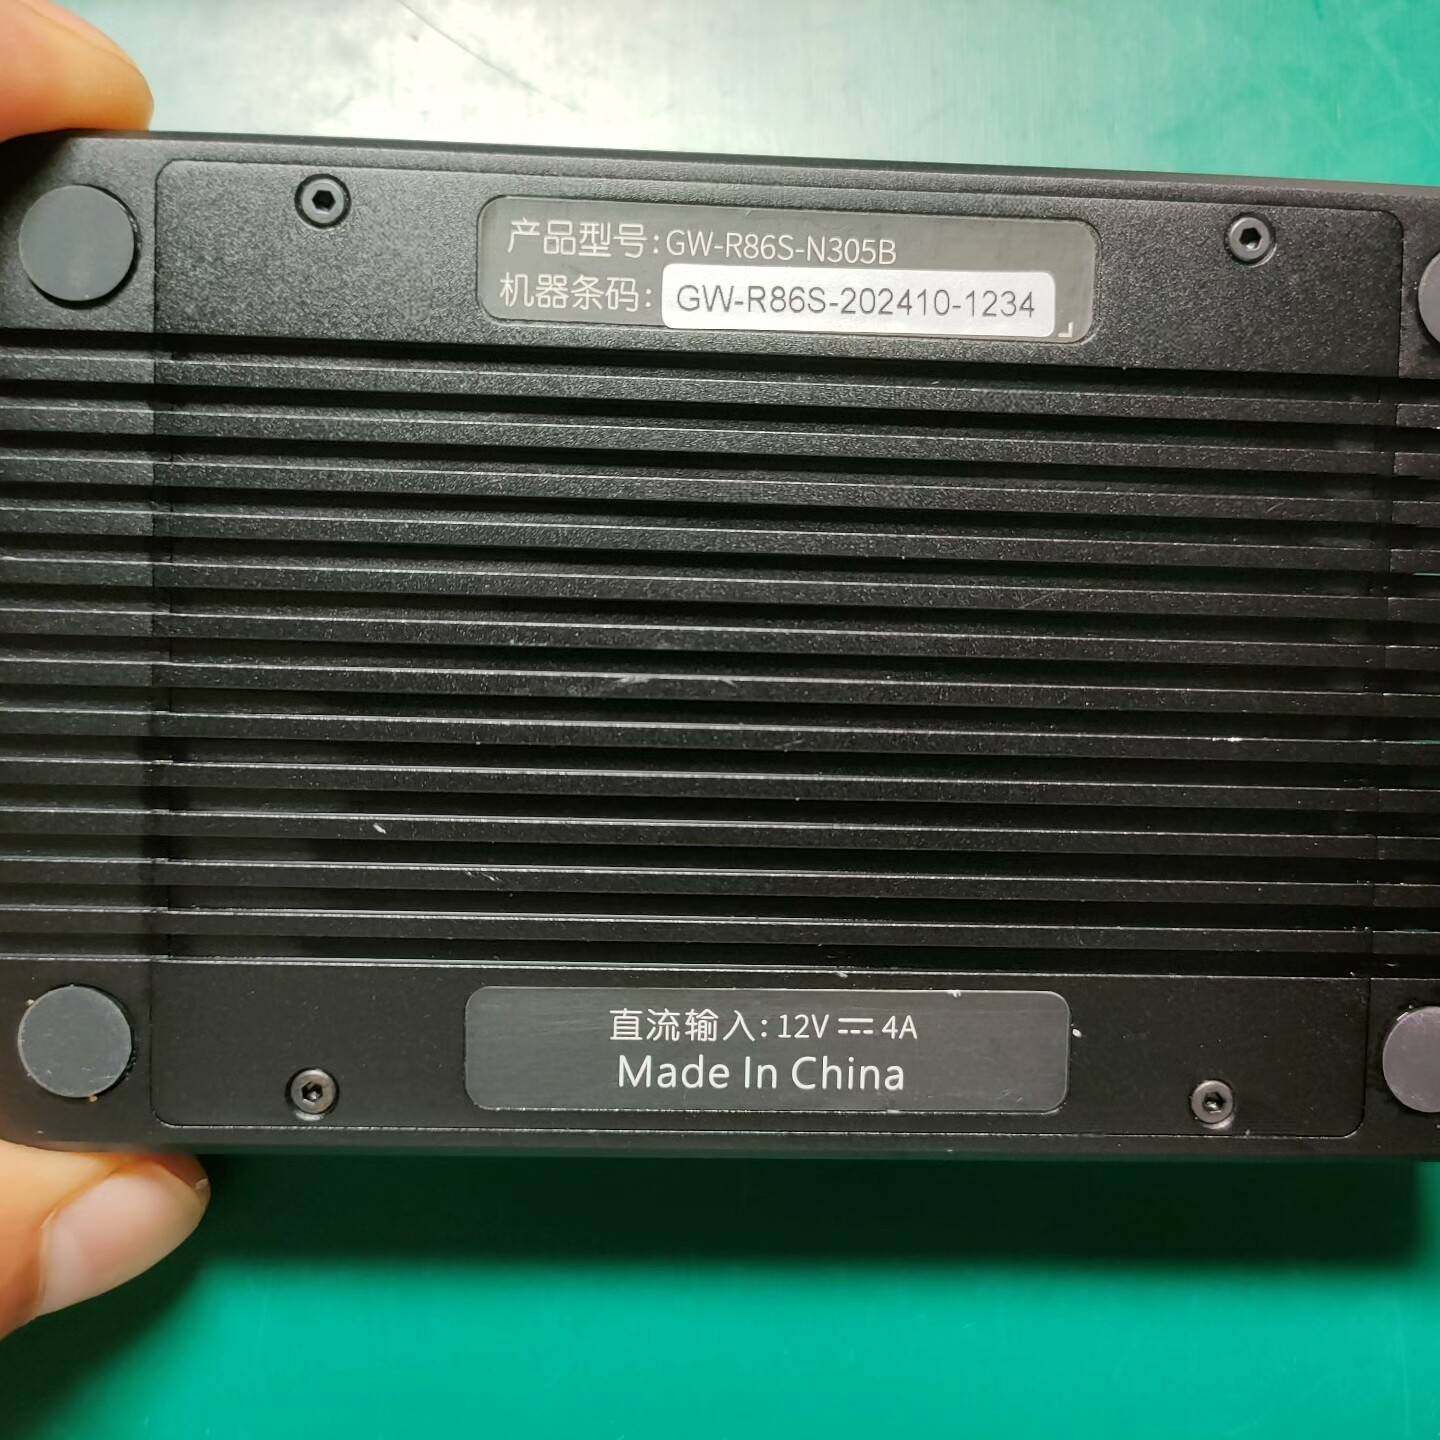 产品型号:GW-R86S-N305B
机器条码: GW-R86S-202410-1234
直流输入: 12V ⎓ 4A
Made In China